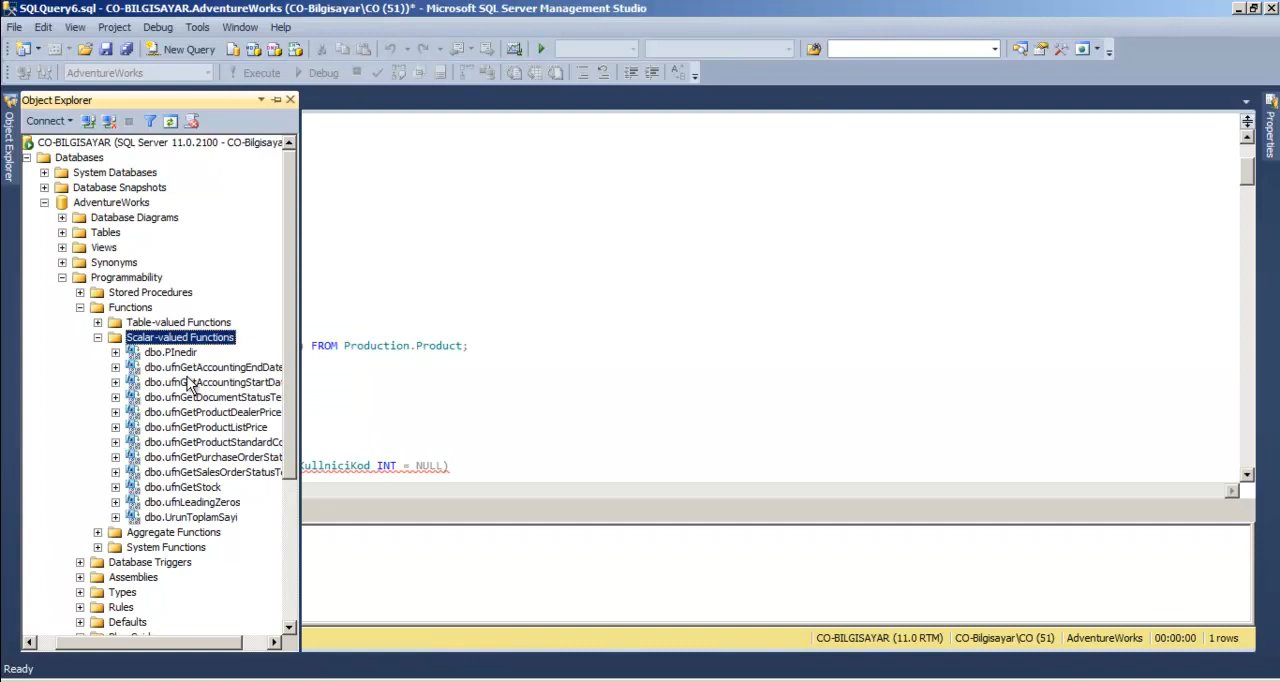 SQLQuery6.sql - CO-BILGISAYAR.AdventureWorks (CO-Bilgisayar\CO (51))* - Microsoft SQL Server Management Studio
File Edit View Project Debug Tools Window Help
New Query
AdventureWorks Execute Debug
Object Explorer
Object Explorer
Properties
Connect
CO-BILGISAYAR (SQL Server 11.0.2100 - CO-Bilgisaya
Databases
System Databases
Database Snapshots
AdventureWorks
Database Diagrams
Tables
Views
Synonyms
Programmability
Stored Procedures
Functions
Table-valued Functions
Scalar-valued Functions
dbo.PInedir
dbo.ufnGetAccountingEndDate
dbo.ufnGetAccountingStartDat
dbo.ufnGetDocumentStatusTe
dbo.ufnGetProductDealerPrice
dbo.ufnGetProductListPrice
dbo.ufnGetProductStandardCo
dbo.ufnGetPurchaseOrderStat
dbo.ufnGetSalesOrderStatusT
dbo.ufnGetStock
dbo.ufnLeadingZeros
dbo.UrunToplamSayi
Aggregate Functions
System Functions
Database Triggers
Assemblies
Types
Rules
Defaults
) FROM Production.Product;
KullniciKod INT = NULL)
CO-BILGISAYAR (11.0 RTM) CO-Bilgisayar\CO (51) AdventureWorks 00:00:00 1 rows
Ready